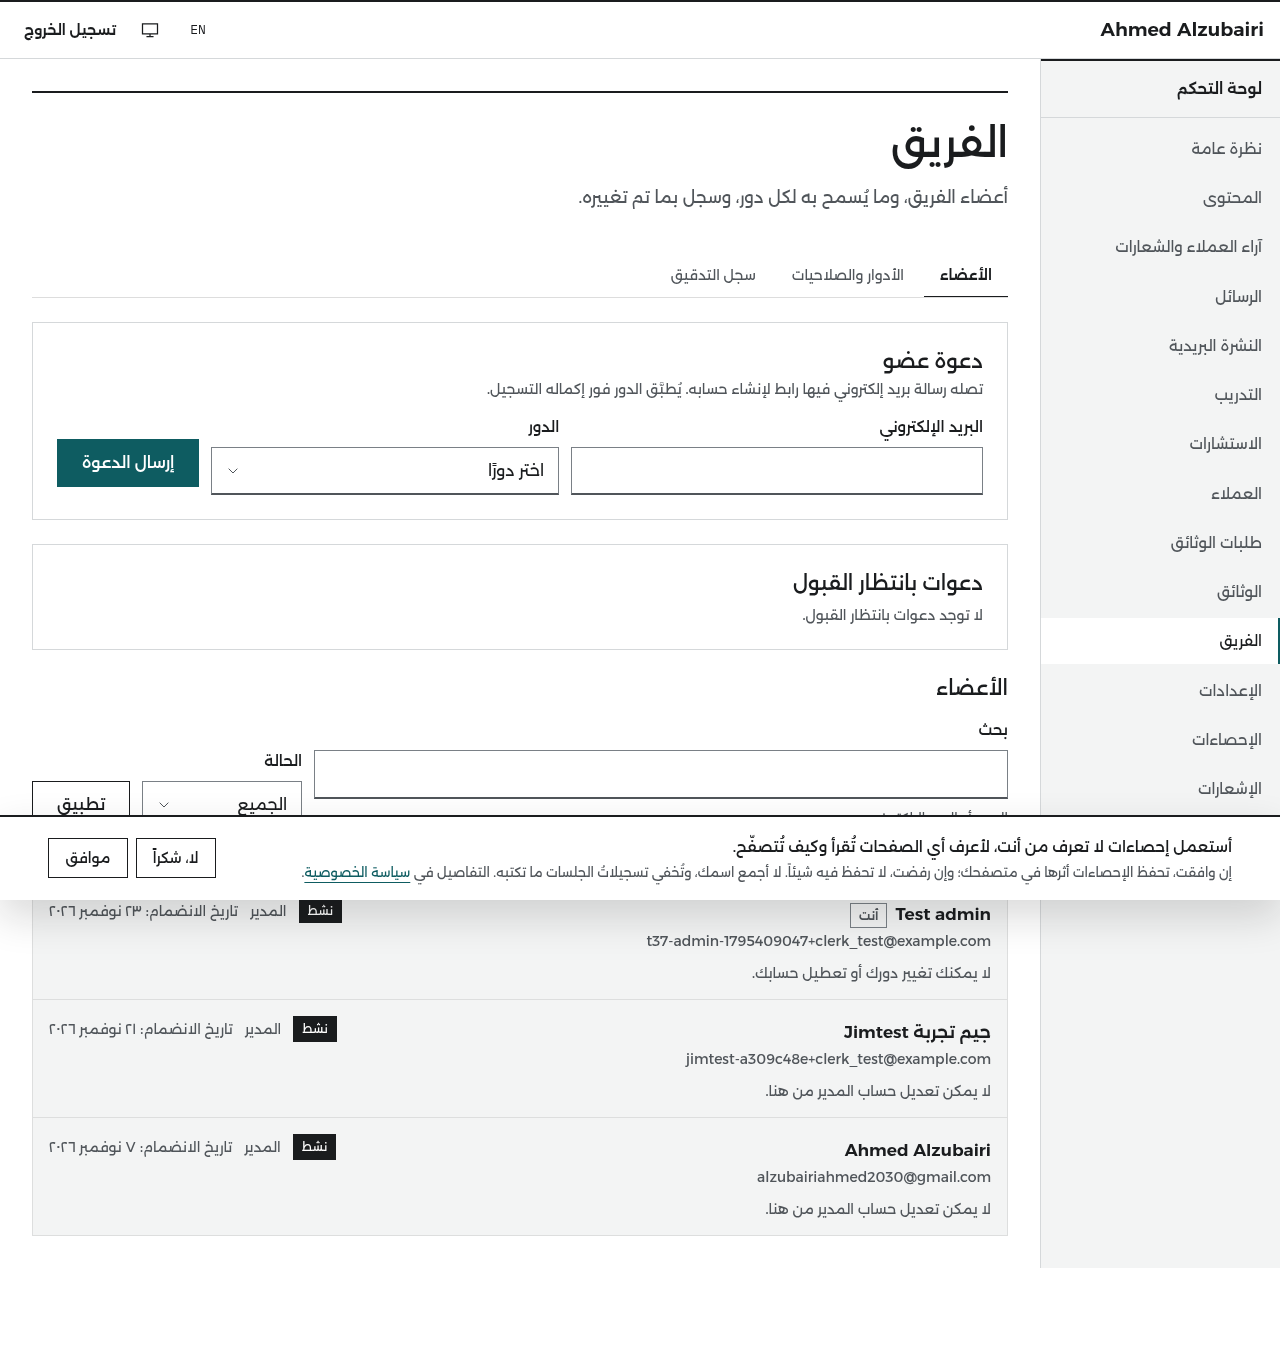 Ahmed Alzubairi
EN
تسجيل الخروج
لوحة التحكم
نظرة عامة
المحتوى
آراء العملاء والشعارات
الرسائل
النشرة البريدية
التدريب
الاستشارات
العملاء
طلبات الوثائق
الوثائق
الفريق
الإعدادات
الإحصاءات
الإشعارات
الفريق
أعضاء الفريق، وما يُسمح به لكل دور، وسجل بما تم تغييره.
الأعضاء
الأدوار والصلاحيات
سجل التدقيق
دعوة عضو
تصله رسالة بريد إلكتروني فيها رابط لإنشاء حسابه. يُطبَّق الدور فور إكماله التسجيل.
البريد الإلكتروني
الدور
اختر دورًا
إرسال الدعوة
دعوات بانتظار القبول
لا توجد دعوات بانتظار القبول.
الأعضاء
بحث
الحالة
الجميع
تطبيق
أستعمل إحصاءات لا تعرف من أنت، لأعرف أي الصفحات تُقرأ وكيف تُتصفّح.
إن وافقت، تحفظ الإحصاءات أثرها في متصفحك؛ وإن رفضت، لا تحفظ فيه شيئاً. لا أجمع اسمك، وتُخفي تسجيلاتُ الجلسات ما تكتبه. التفاصيل في سياسة الخصوصية.
لا، شكراً
موافق
Test admin أنت
نشط المدير تاريخ الانضمام: ٢٣ نوفمبر ٢٠٢٦
t37-admin-1795409047+clerk_test@example.com
لا يمكنك تغيير دورك أو تعطيل حسابك.
جيم تجربة Jimtest
نشط المدير تاريخ الانضمام: ٢١ نوفمبر ٢٠٢٦
jimtest-a309c48e+clerk_test@example.com
لا يمكن تعديل حساب المدير من هنا.
Ahmed Alzubairi
نشط المدير تاريخ الانضمام: ٧ نوفمبر ٢٠٢٦
alzubairiahmed2030@gmail.com
لا يمكن تعديل حساب المدير من هنا.